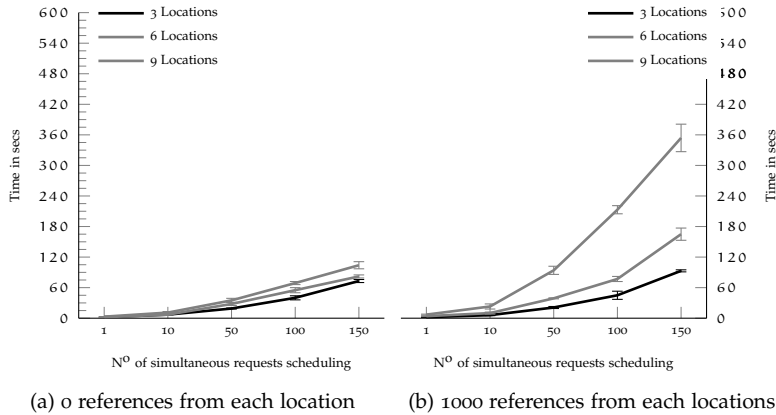 600
540
480
420
360
300
240
180
120
60
0
Time in secs
3 Locations
6 Locations
9 Locations
1
10
50
100
150
Nº of simultaneous requests scheduling
(a) 0 references from each location
3 Locations
6 Locations
9 Locations
480
420
360
300
240
180
120
60
0
Time in secs
1
10
50
100
150
Nº of simultaneous requests scheduling
(b) 1000 references from each locations